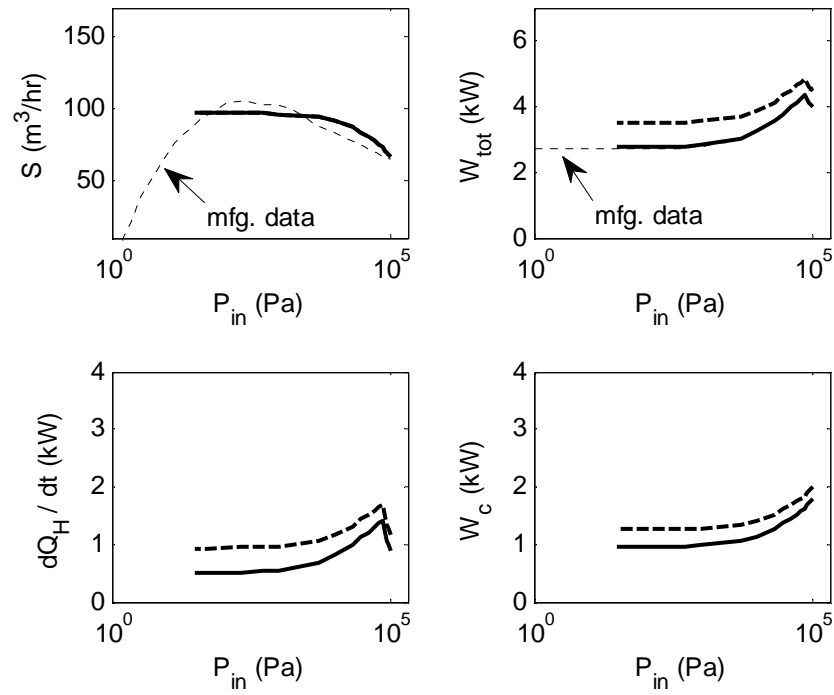 150
100
50
S (m³/hr)
mfg. data
10⁰
10⁵
P_in (Pa)
6
4
2
0
W_tot (kW)
mfg. data
10⁰
10⁵
P_in (Pa)
4
3
2
1
0
dQ_H / dt (kW)
10⁰
10⁵
P_in (Pa)
4
3
2
1
0
W_c (kW)
10⁰
10⁵
P_in (Pa)